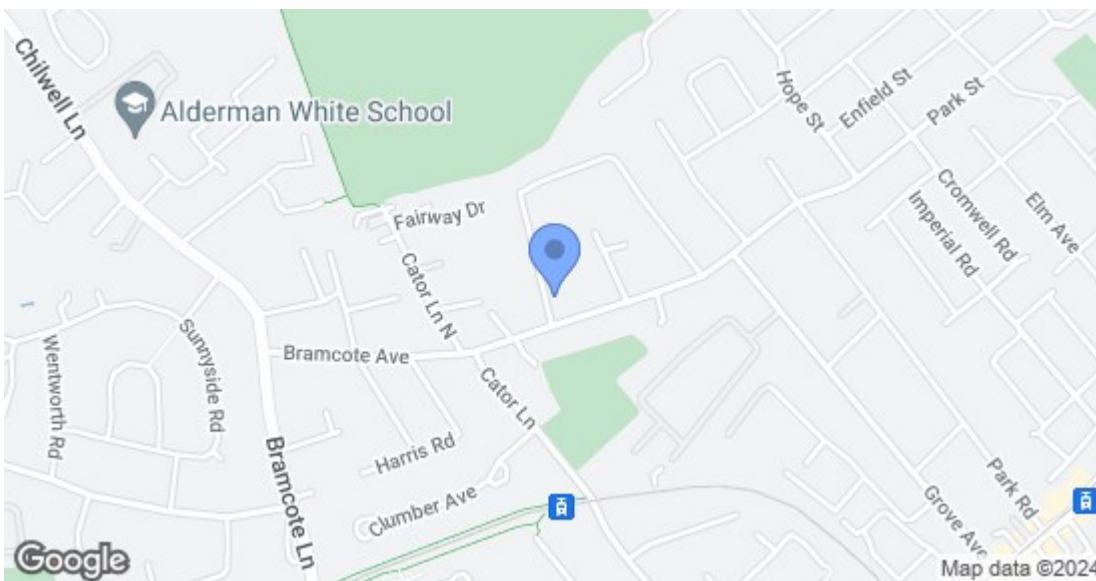 Chilwell Ln
Alderman White School
Hope St
Enfield St
Park St
Fairway Dr
Cator Ln N
Imperial Rd
Cromwell Rd
Elm Ave
Wentworth Rd
Sunnyside Rd
Bramcote Ave
Cator Ln
Harris Rd
Bramcote Ln
Clumber Ave
Grove Ave
Park Rd
Google
Map data ©2024